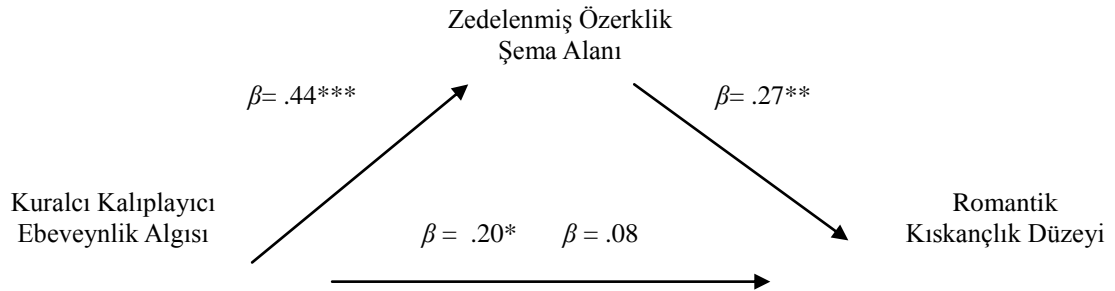 Zedelenmiş Özerklik
Şema Alanı
β= .44***
β= .27**
Kuralcı Kalıplayıcı
Ebeveynlik Algısı
β = .20* β = .08
Romantik
Kıskançlık Düzeyi